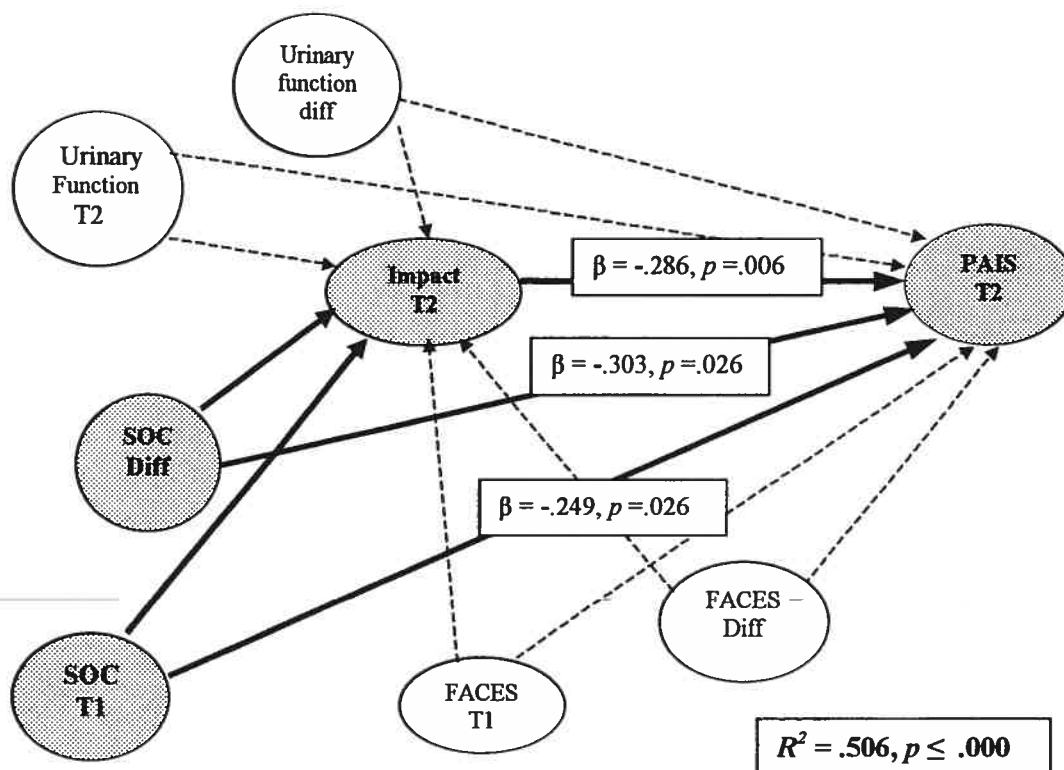 Urinary
function
diff
Urinary
Function
T2
Impact
T2
β = -.286, p =.006
PAIS
T2
β = -.303, p =.026
SOC
Diff
β = -.249, p =.026
FACES –
Diff
SOC
T1
FACES
T1
R² = .506, p ≤ .000